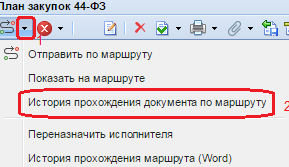 План закупок 44-ФЗ
1
Отправить по маршруту
Показать на маршруте
История прохождения документа по маршруту
2
Переназначить исполнителя
История прохождения маршрута (Word)